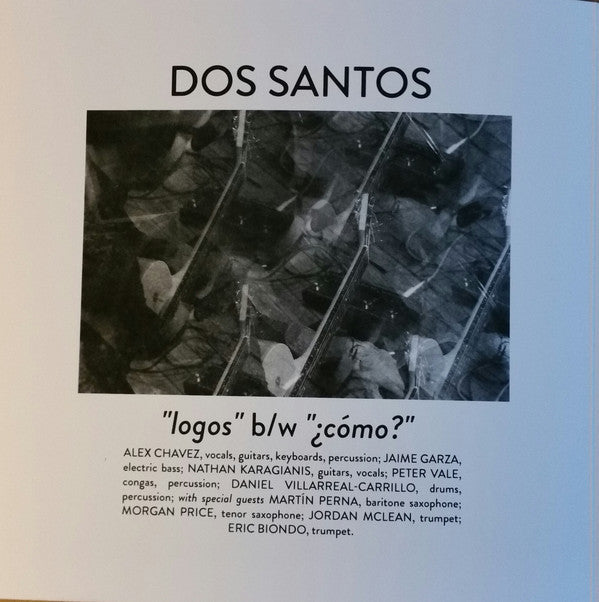 DOS SANTOS
"logos" b/w "¿cómo?"
ALEX CHAVEZ, vocals, guitars, keyboards, percussion; JAIME GARZA,
electric bass; NATHAN KARAGIANIS, guitars, vocals; PETER VALE,
congas, percussion; DANIEL VILLARREAL-CARRILLO, drums,
percussion; with special guests MARTÍN PERNA, baritone saxophone;
MORGAN PRICE, tenor saxophone; JORDAN MCLEAN, trumpet;
ERIC BIONDO, trumpet.